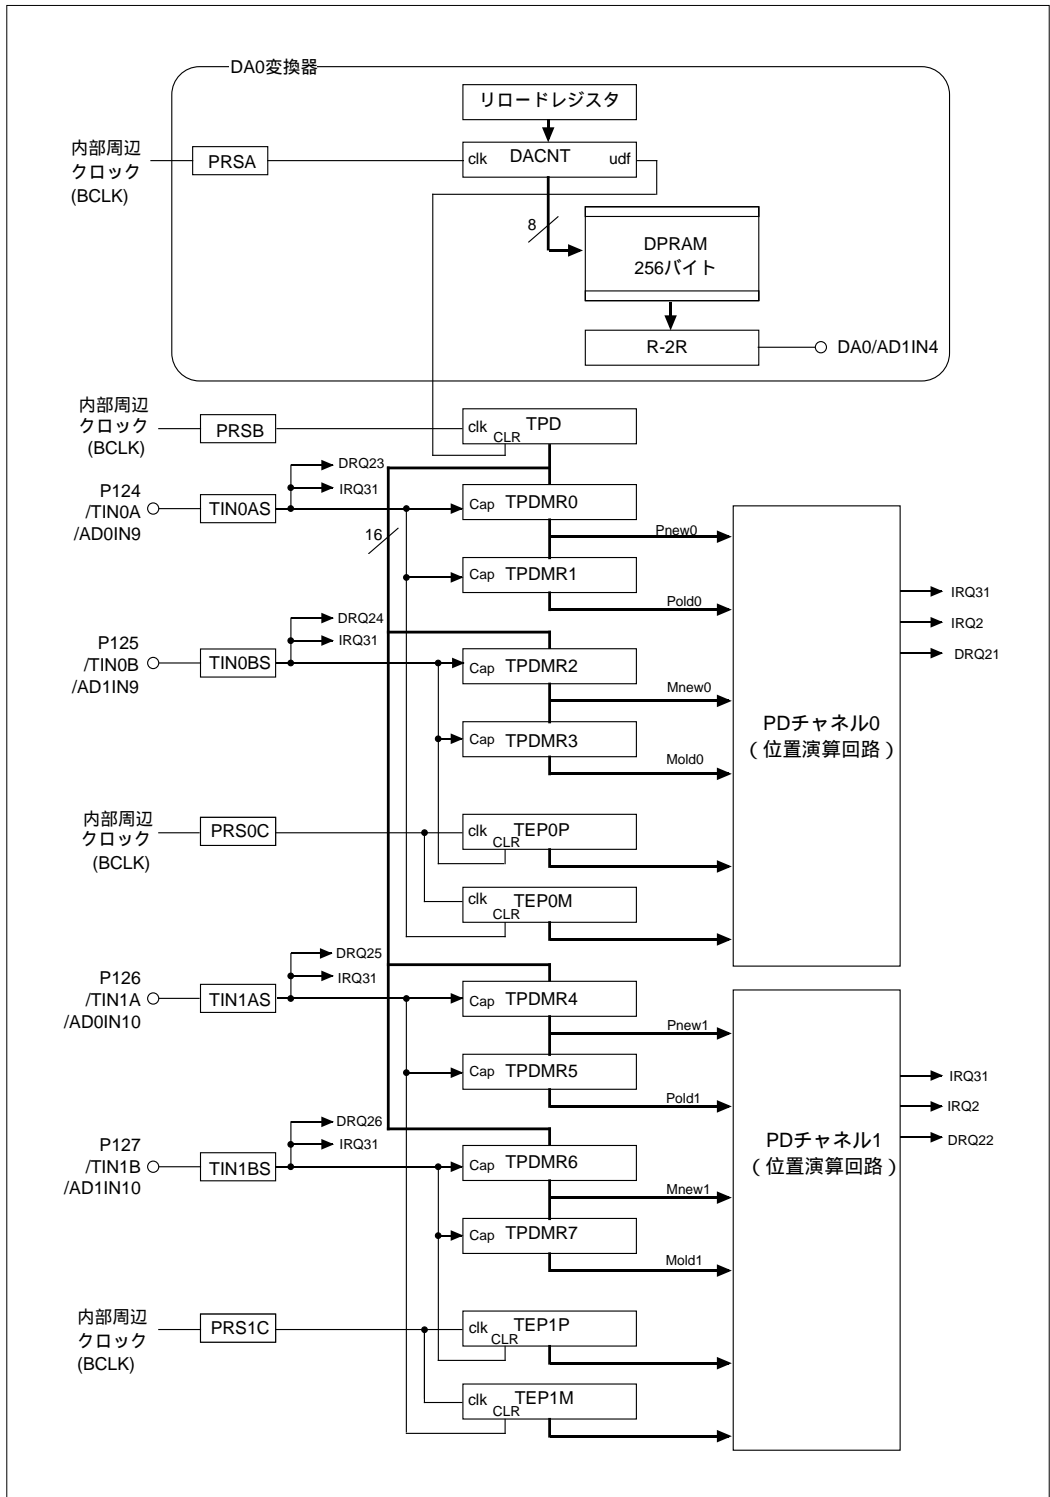 DA0変換器
リロードレジスタ
内部周辺
クロック
(BCLK)
PRSA
clk
DACNT
udf
8
DPRAM
256バイト
R-2R
DA0/AD1IN4
内部周辺
クロック
(BCLK)
PRSB
clk
TPD
CLR
DRQ23
IRQ31
P124
/TIN0A
/AD0IN9
TIN0AS
Cap
TPDMR0
16
Pnew0
Cap
TPDMR1
Pold0
IRQ31
IRQ2
DRQ21
DRQ24
IRQ31
P125
/TIN0B
/AD1IN9
TIN0BS
Cap
TPDMR2
Mnew0
Cap
TPDMR3
Mold0
PDチャネル0
(位置演算回路)
内部周辺
クロック
(BCLK)
PRS0C
clk
TEP0P
CLR
clk
TEP0M
CLR
DRQ25
IRQ31
P126
/TIN1A
/AD0IN10
TIN1AS
Cap
TPDMR4
Pnew1
Cap
TPDMR5
Pold1
IRQ31
IRQ2
DRQ22
DRQ26
IRQ31
P127
/TIN1B
/AD1IN10
TIN1BS
Cap
TPDMR6
Mnew1
Cap
TPDMR7
Mold1
PDチャネル1
(位置演算回路)
内部周辺
クロック
(BCLK)
PRS1C
clk
TEP1P
CLR
clk
TEP1M
CLR